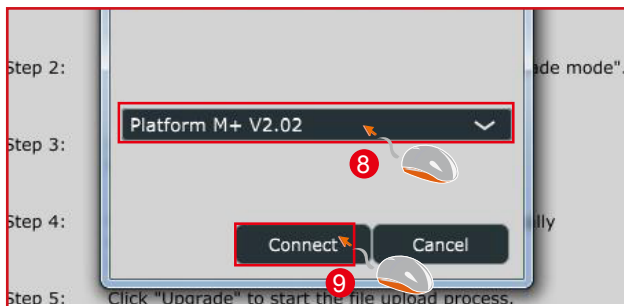 Step 2:
ade mode".
Platform M+ V2.02
8
Step 3:
Step 4:
lly
Connect
Cancel
9
Step 5: Click "Upgrade" to start the file upload process.